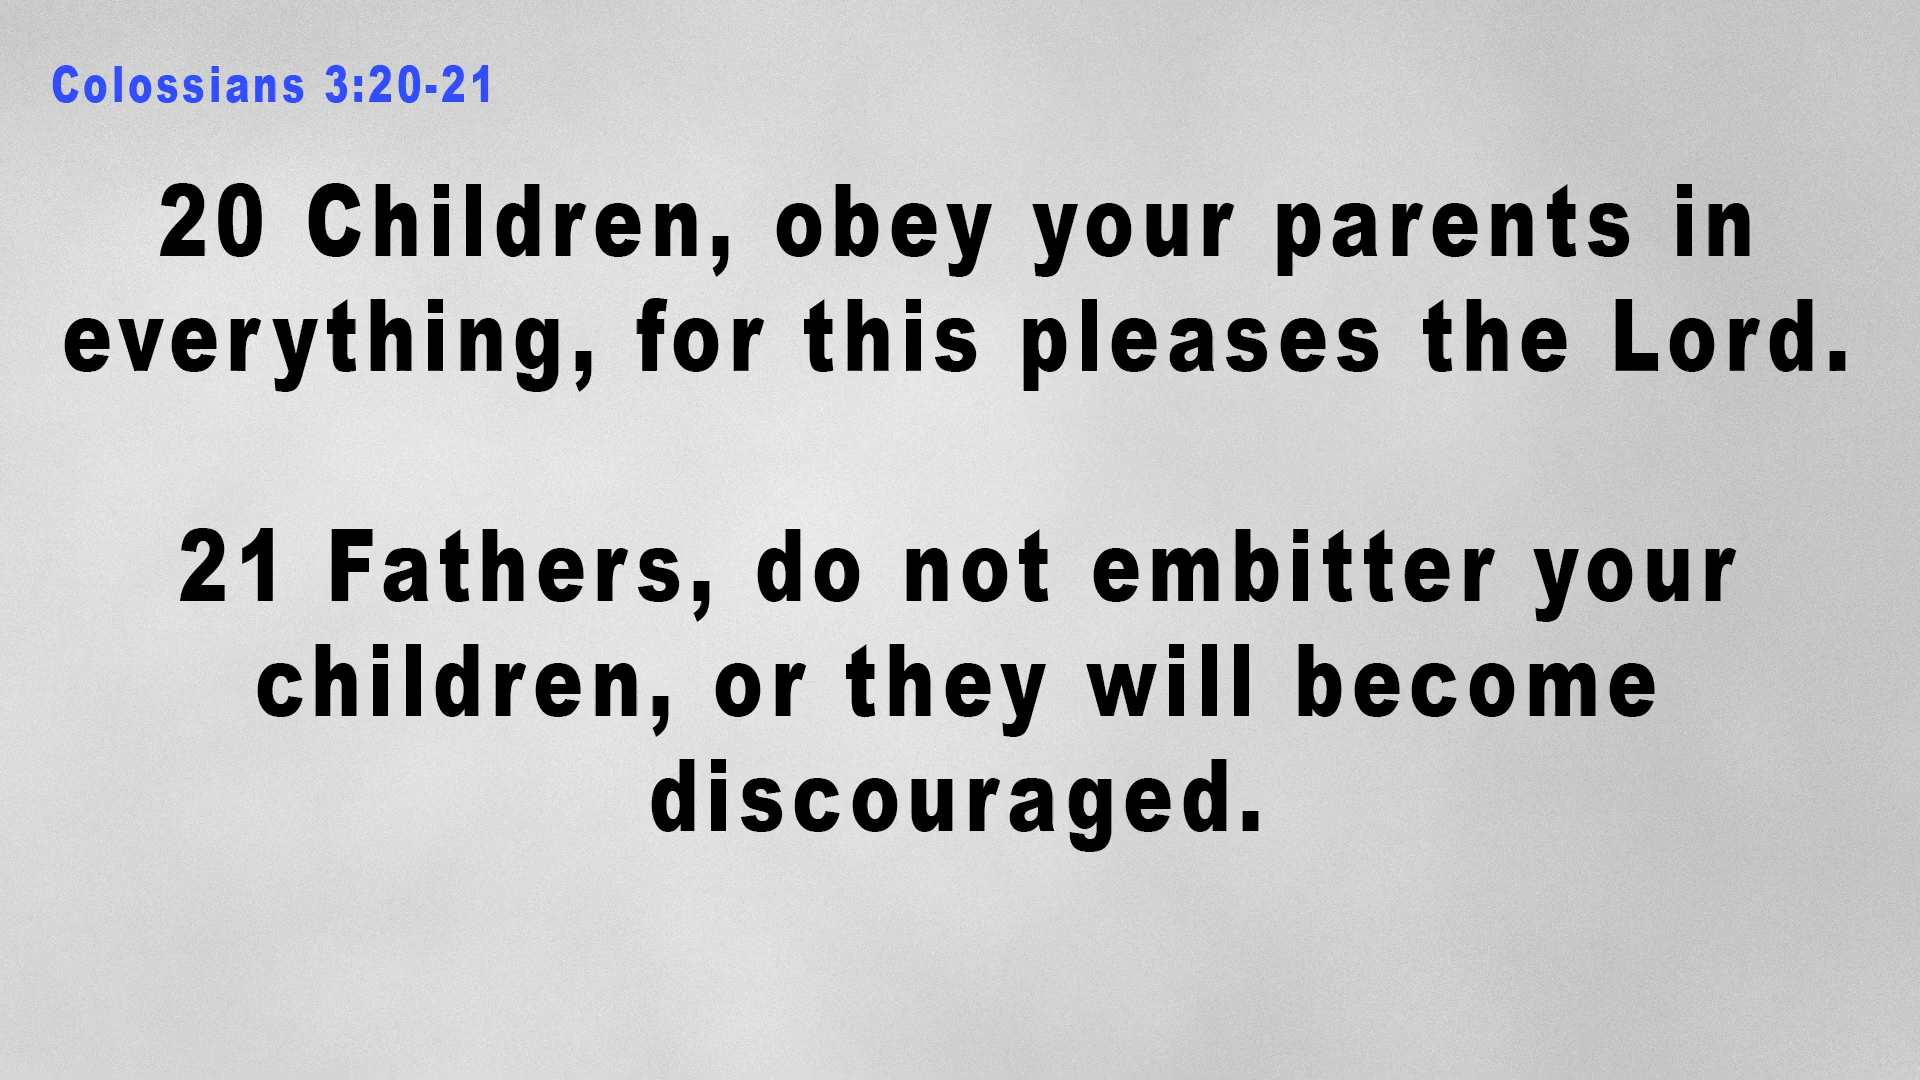 Colossians 3:20-21
20 Children, obey your parents in
everything, for this pleases the Lord.
21 Fathers, do not embitter your
children, or they will become
discouraged.